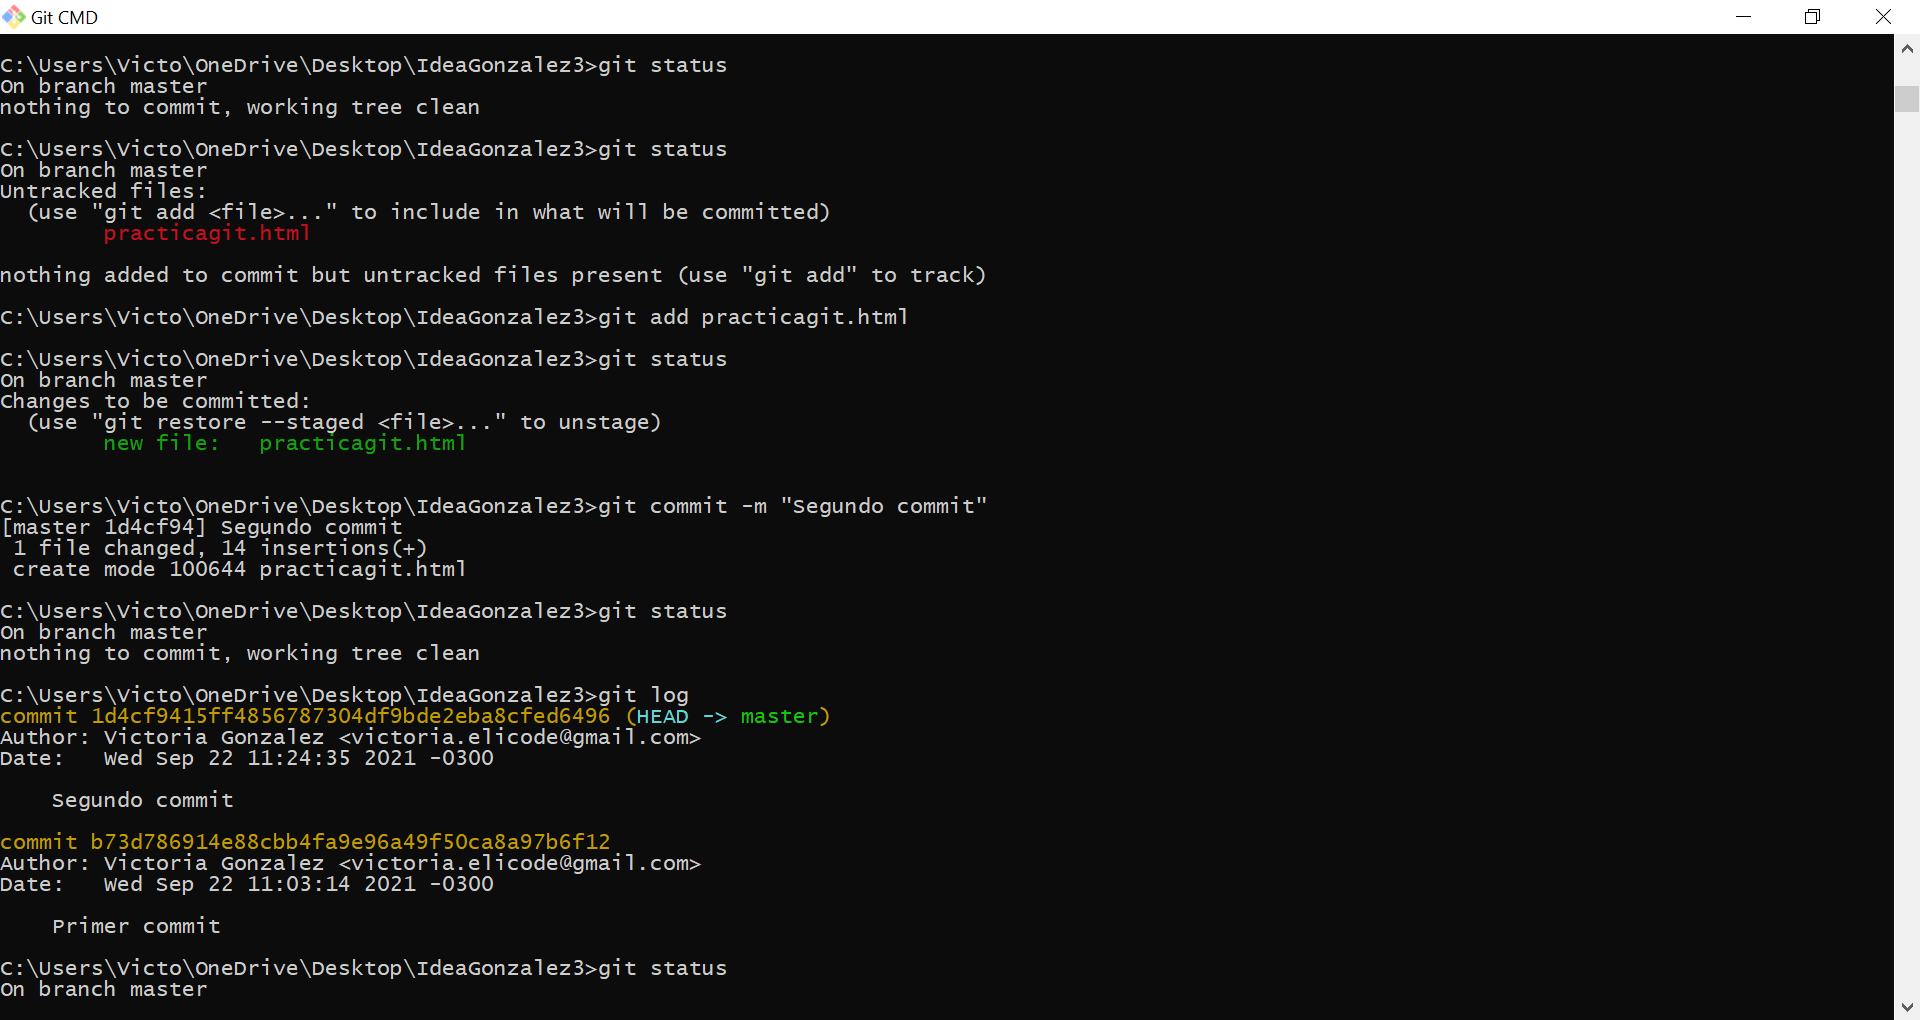 Git CMD
C:\Users\Victo\OneDrive\Desktop\IdeaGonzalez3>git status
On branch master
nothing to commit, working tree clean
C:\Users\Victo\OneDrive\Desktop\IdeaGonzalez3>git status
On branch master
Untracked files:
  (use "git add <file>..." to include in what will be committed)
        practicagit.html
nothing added to commit but untracked files present (use "git add" to track)
C:\Users\Victo\OneDrive\Desktop\IdeaGonzalez3>git add practicagit.html
C:\Users\Victo\OneDrive\Desktop\IdeaGonzalez3>git status
On branch master
Changes to be committed:
  (use "git restore --staged <file>..." to unstage)
        new file:   practicagit.html
C:\Users\Victo\OneDrive\Desktop\IdeaGonzalez3>git commit -m "Segundo commit"
[master 1d4cf94] Segundo commit
 1 file changed, 14 insertions(+)
 create mode 100644 practicagit.html
C:\Users\Victo\OneDrive\Desktop\IdeaGonzalez3>git status
On branch master
nothing to commit, working tree clean
C:\Users\Victo\OneDrive\Desktop\IdeaGonzalez3>git log
commit 1d4cf9415ff4856787304df9bde2eba8cfed6496 (HEAD -> master)
Author: Victoria Gonzalez <victoria.elicode@gmail.com>
Date:   Wed Sep 22 11:24:35 2021 -0300
    Segundo commit
commit b73d786914e88cbb4fa9e96a49f50ca8a97b6f12
Author: Victoria Gonzalez <victoria.elicode@gmail.com>
Date:   Wed Sep 22 11:03:14 2021 -0300
    Primer commit
C:\Users\Victo\OneDrive\Desktop\IdeaGonzalez3>git status
On branch master